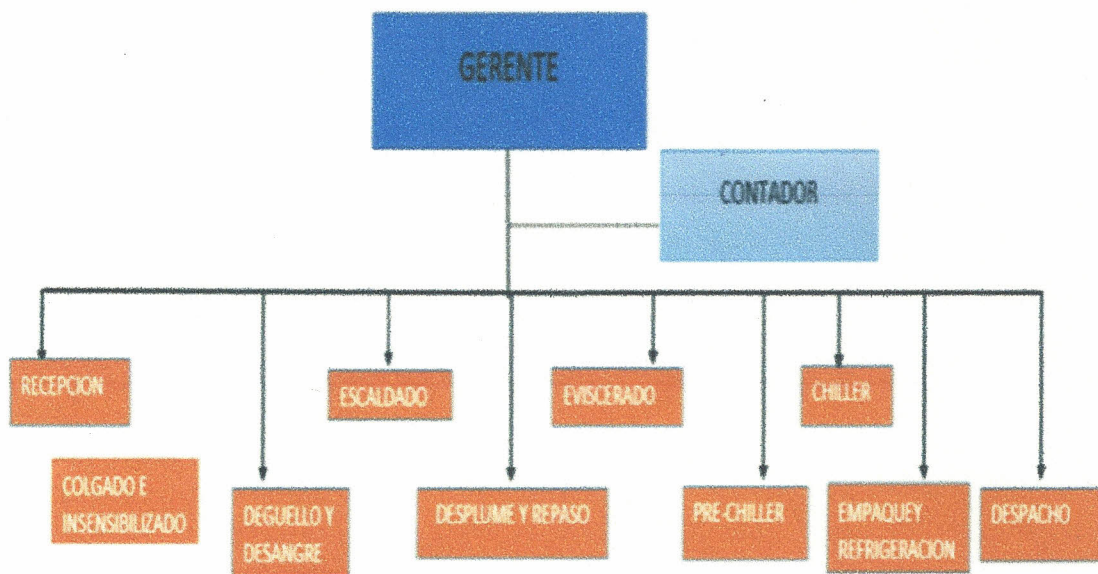 GERENTE
CONTADOR
RECEPCION
ESCALDADO
EVISCERADO
CHILLER
COLGADO E
INSENSIBILIZADO
DEGUELLO Y
DESANGRE
DESPLUME Y REPASO
PRE-CHILLER
EMPAQUEY
REFRIGERACION
DESPACHO